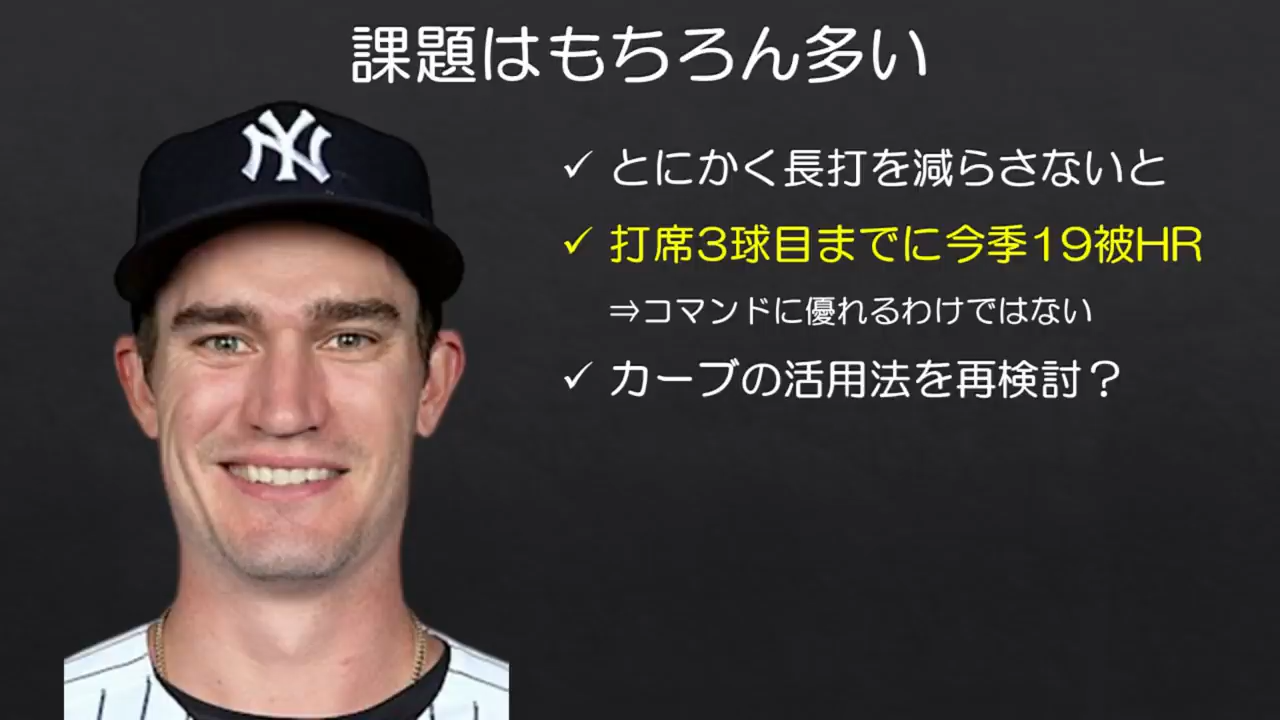 課題はもちろん多い
NY
✓ とにかく長打を減らさないと
✓ 打席3球目までに今季19被HR
⇒コマンドに優れるわけではない
✓ カーブの活用法を再検討？